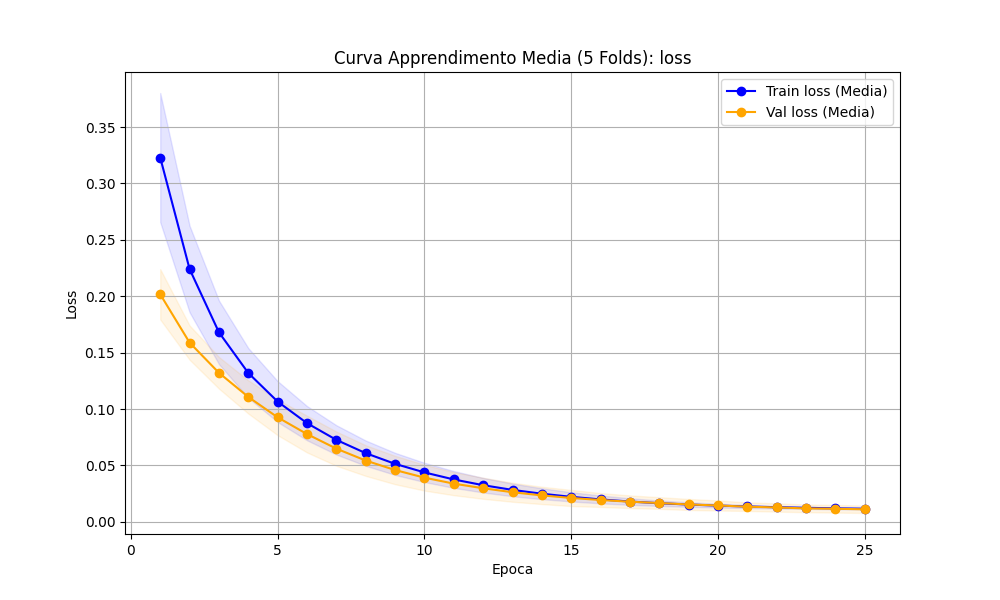 Curva Apprendimento Media (5 Folds): loss
Train loss (Media)
Val loss (Media)
Loss
0.35
0.30
0.25
0.20
0.15
0.10
0.05
0.00
0
5
10
15
20
25
Epoca